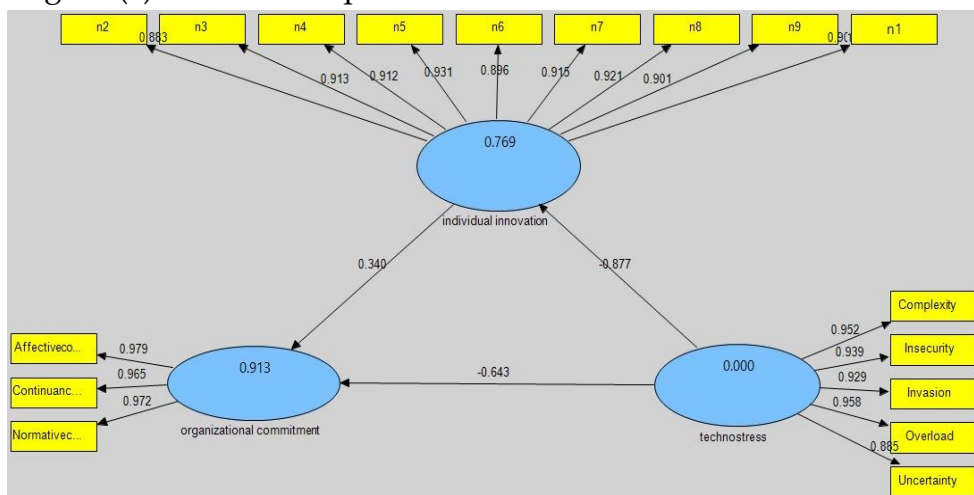 n2 n3 n4 n5 n6 n7 n8 n9 n1
0.883 0.901
0.913 0.912 0.931 0.896 0.915 0.921 0.901
0.769
individual innovation
0.340 -0.877
Complexity
Affectiveco... 0.979 0.952 Insecurity
0.939
Continuanc... 0.965 0.913 -0.643 0.000 0.929 Invasion
Normativec... 0.972 0.958 Overload
organizational commitment technostress
0.885
Uncertainty